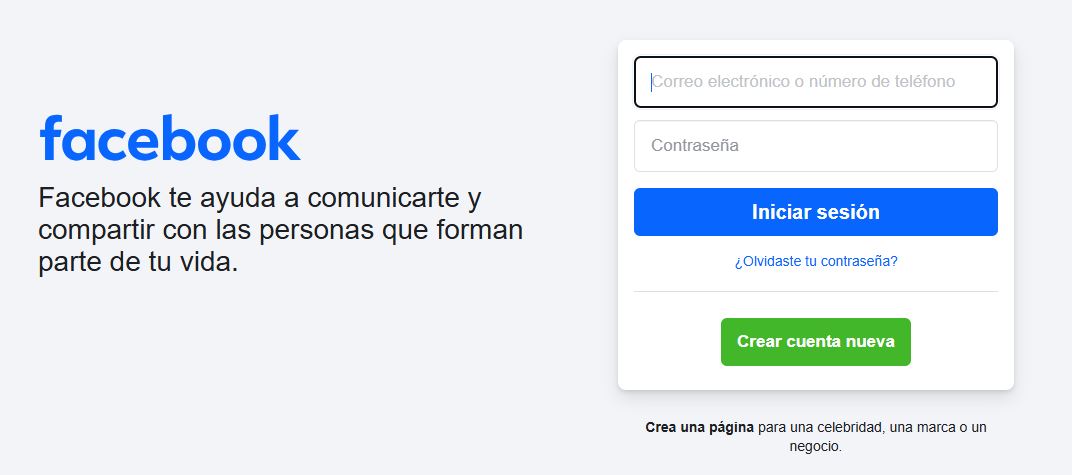 facebook
Facebook te ayuda a comunicarte y
compartir con las personas que forman
parte de tu vida.
Correo electrónico o número de teléfono
Contraseña
Iniciar sesión
¿Olvidaste tu contraseña?
Crear cuenta nueva
Crea una página para una celebridad, una marca o un
negocio.